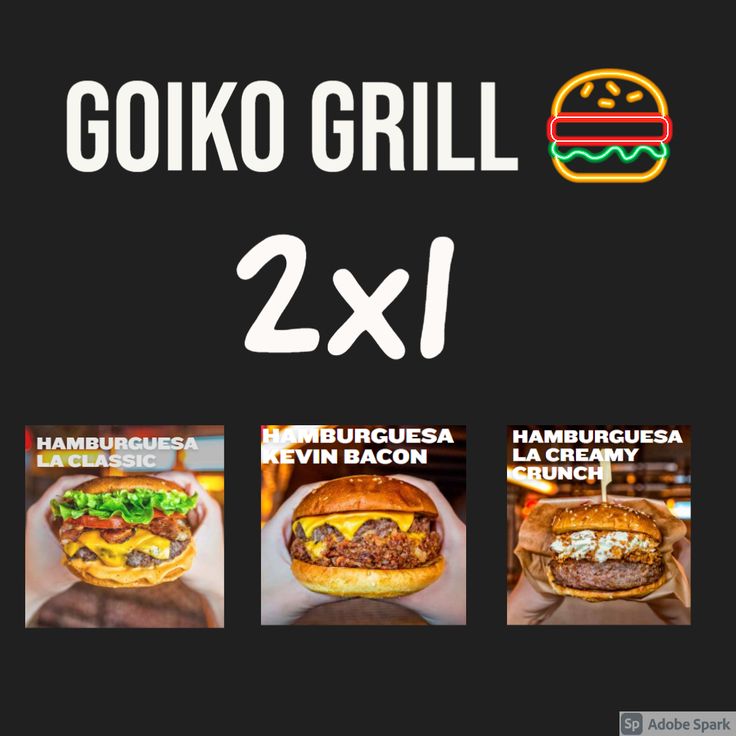 GOIKO GRILL
2x1
HAMBURGUESA
LA CLASSIC
HAMBURGUESA
KEVIN BACON
HAMBURGUESA
LA CREAMY
CRUNCH
Sp Adobe Spark